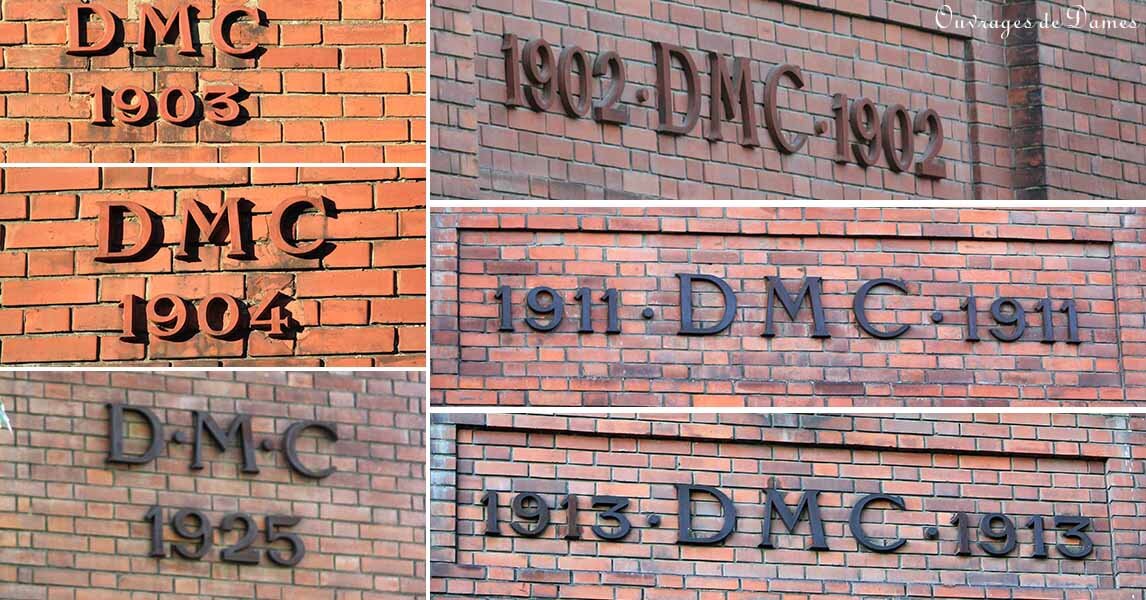 DMC
1903
DMC
1904
D·M·C
1925
Ouvrages de Dames
1902·DMC·1902
1911·DMC·1911
1913·DMC·1913